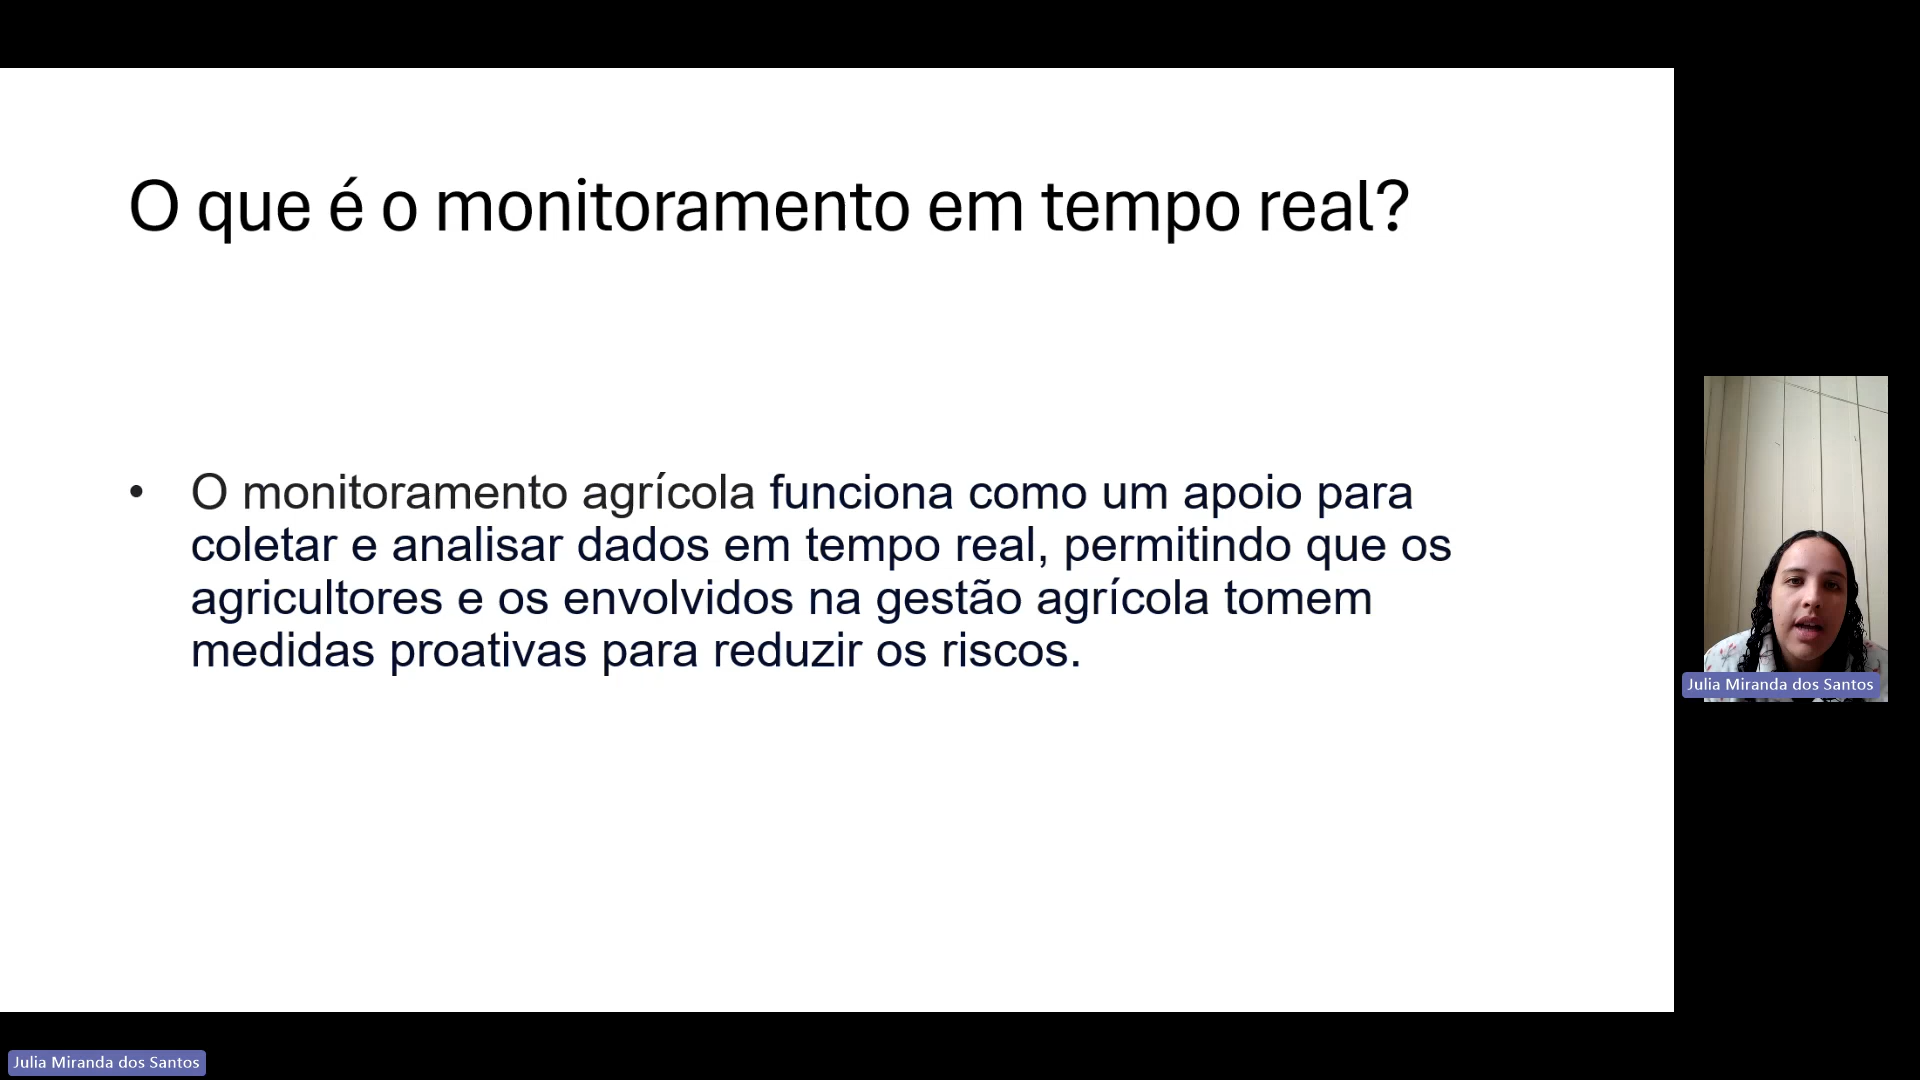 O que é o monitoramento em tempo real?
• O monitoramento agrícola funciona como um apoio para
coletar e analisar dados em tempo real, permitindo que os
agricultores e os envolvidos na gestão agrícola tomem
medidas proativas para reduzir os riscos.
Julia Miranda dos Santos
Julia Miranda dos Santos